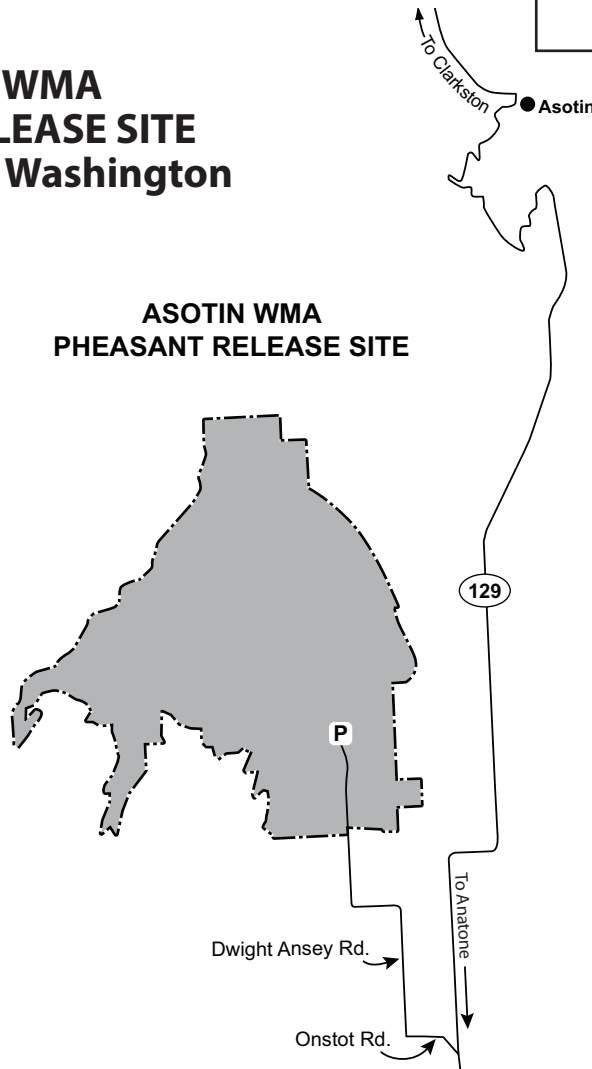 WMA
LEASE SITE
Washington
To Clarkston
Asotin
ASOTIN WMA
PHEASANT RELEASE SITE
129
P
To Anatone
Dwight Ansey Rd.
Onstot Rd.